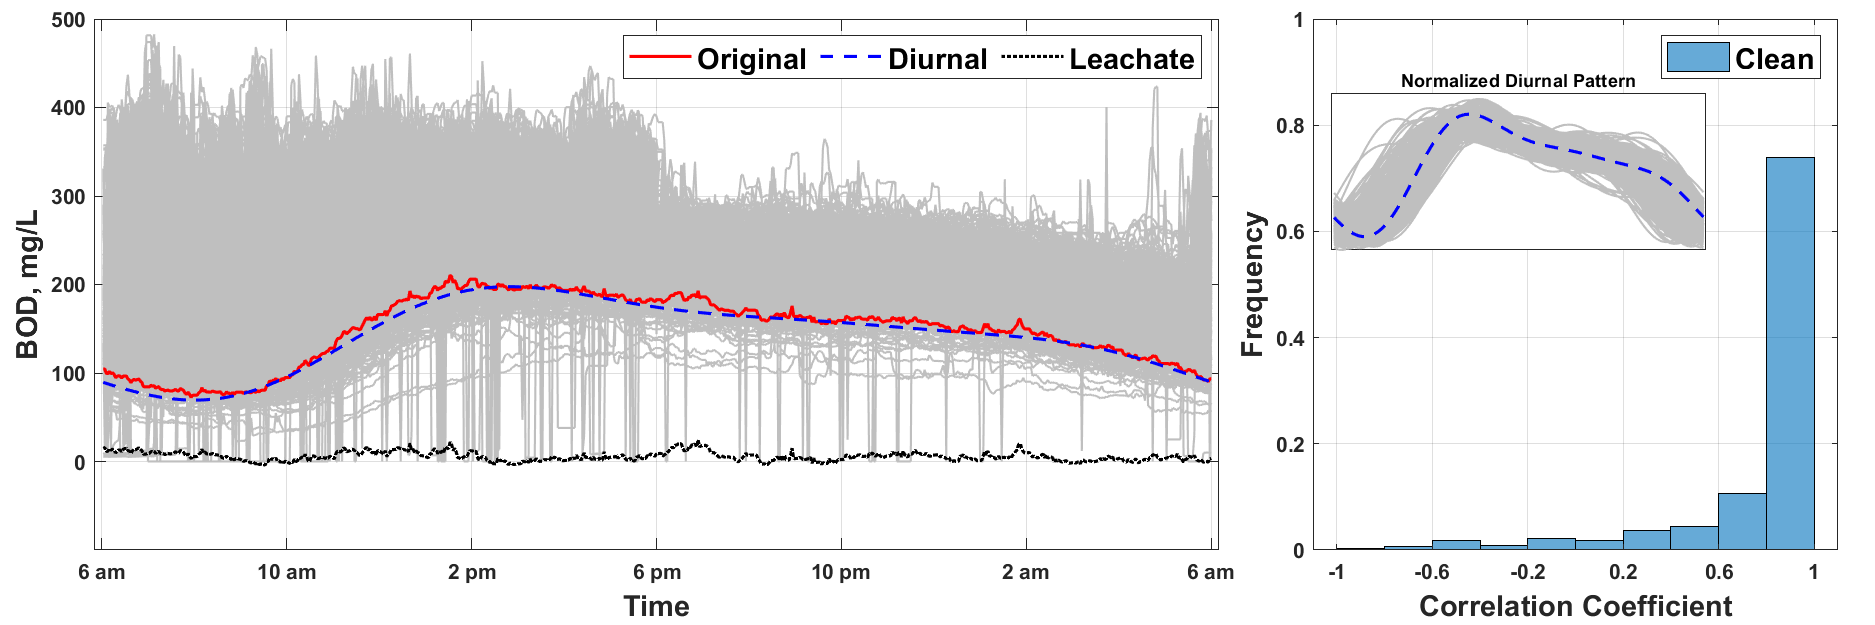 500
400
300
200
100
0
BOD, mg/L
Original Diurnal Leachate
6 am 10 am 2 pm 6 pm 10 pm 2 am 6 am
Time
1
0.8
0.6
0.4
0.2
0
Frequency
Clean
Normalized Diurnal Pattern
-1 -0.6 -0.2 0.2 0.6 1
Correlation Coefficient